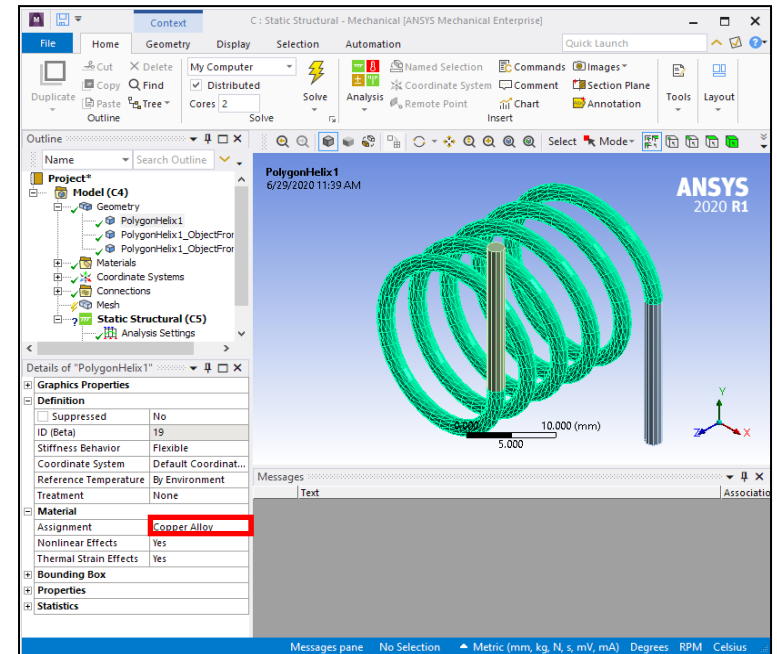 Context
C : Static Structural - Mechanical [ANSYS Mechanical Enterprise]
File Home Geometry Display Selection Automation Quick Launch
Duplicate
Cut
Copy
Paste
Delete
Find
Tree
Outline
My Computer
Distributed
Cores 2
Solve
Solve
Analysis
Named Selection
Coordinate System
Remote Point
Commands
Comment
Chart
Images
Section Plane
Annotation
Insert
Tools
Layout
Outline
Name Search Outline
Select Mode
Project*
Model (C4)
Geometry
PolygonHelix1
PolygonHelix1_ObjectFror
PolygonHelix1_ObjectFror
Materials
Coordinate Systems
Connections
Mesh
Static Structural (C5)
Analysis Settings
PolygonHelix1
6/29/2020 11:39 AM
ANSYS
2020 R1
0.000 10.000 (mm)
5.000
Y
Z X
Details of "PolygonHelix1"
Graphics Properties
Definition
Suppressed No
ID (Beta) 19
Stiffness Behavior Flexible
Coordinate System Default Coordinat...
Reference Temperature By Environment
Treatment None
Material
Assignment Copper Alloy
Nonlinear Effects Yes
Thermal Strain Effects Yes
Bounding Box
Properties
Statistics
Messages
Text Associatio
Messages pane No Selection Metric (mm, kg, N, s, mV, mA) Degrees RPM Celsius